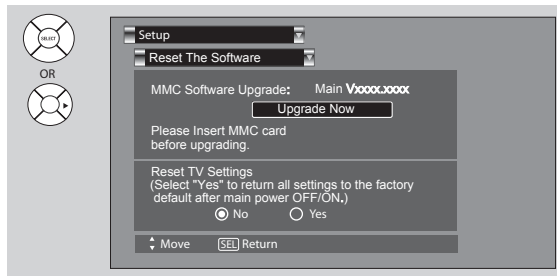 SELECT
OR
Setup
Reset The Software
MMC Software Upgrade: Main Vxxxx.xxxx
Upgrade Now
Please Insert MMC card
before upgrading.
Reset TV Settings
(Select "Yes" to return all settings to the factory
default after main power OFF/ON.)
No Yes
Move SEL Return